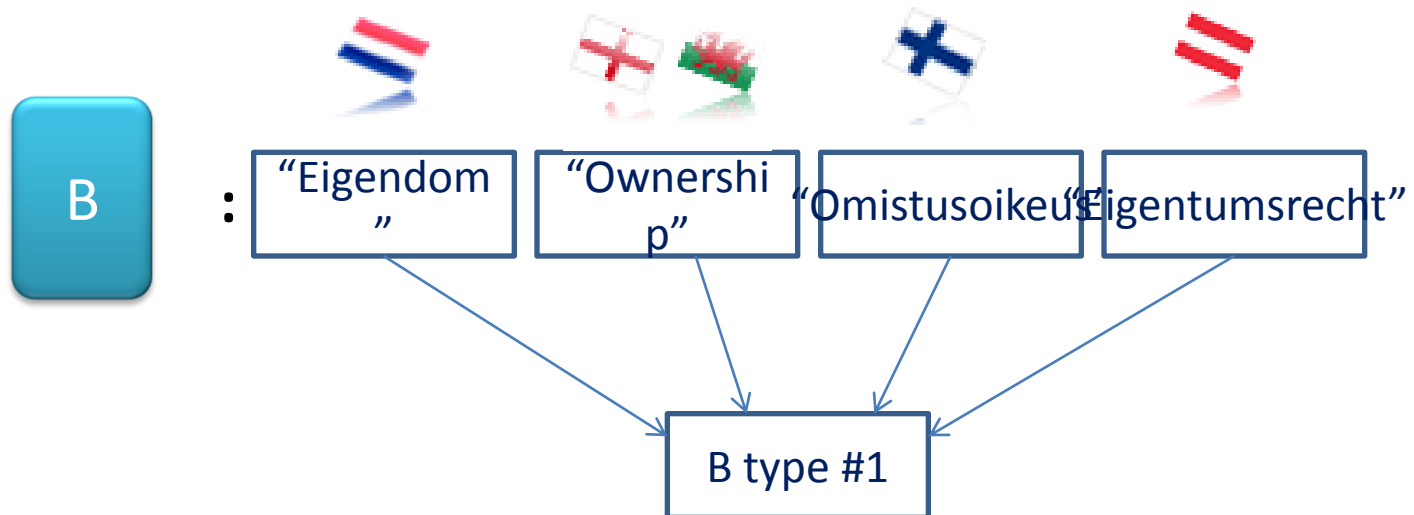 B
:
“Eigendom
”
“Ownershi
p”
“Omistusoikeus”
“Eigentumsrecht”
B type #1